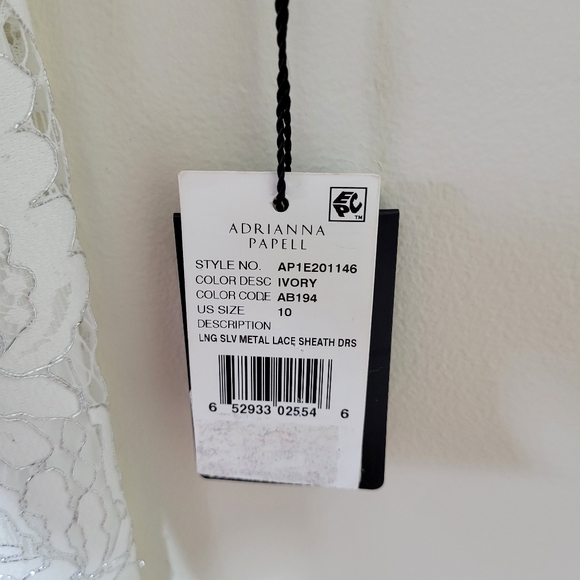 EPC™
ADRIANNA
PAPELL
STYLE NO. AP1E201146
COLOR DESC IVORY
COLOR CODE AB194
US SIZE 10
DESCRIPTION
LNG SLV METAL LACE SHEATH DRS
6 52933 02554 6